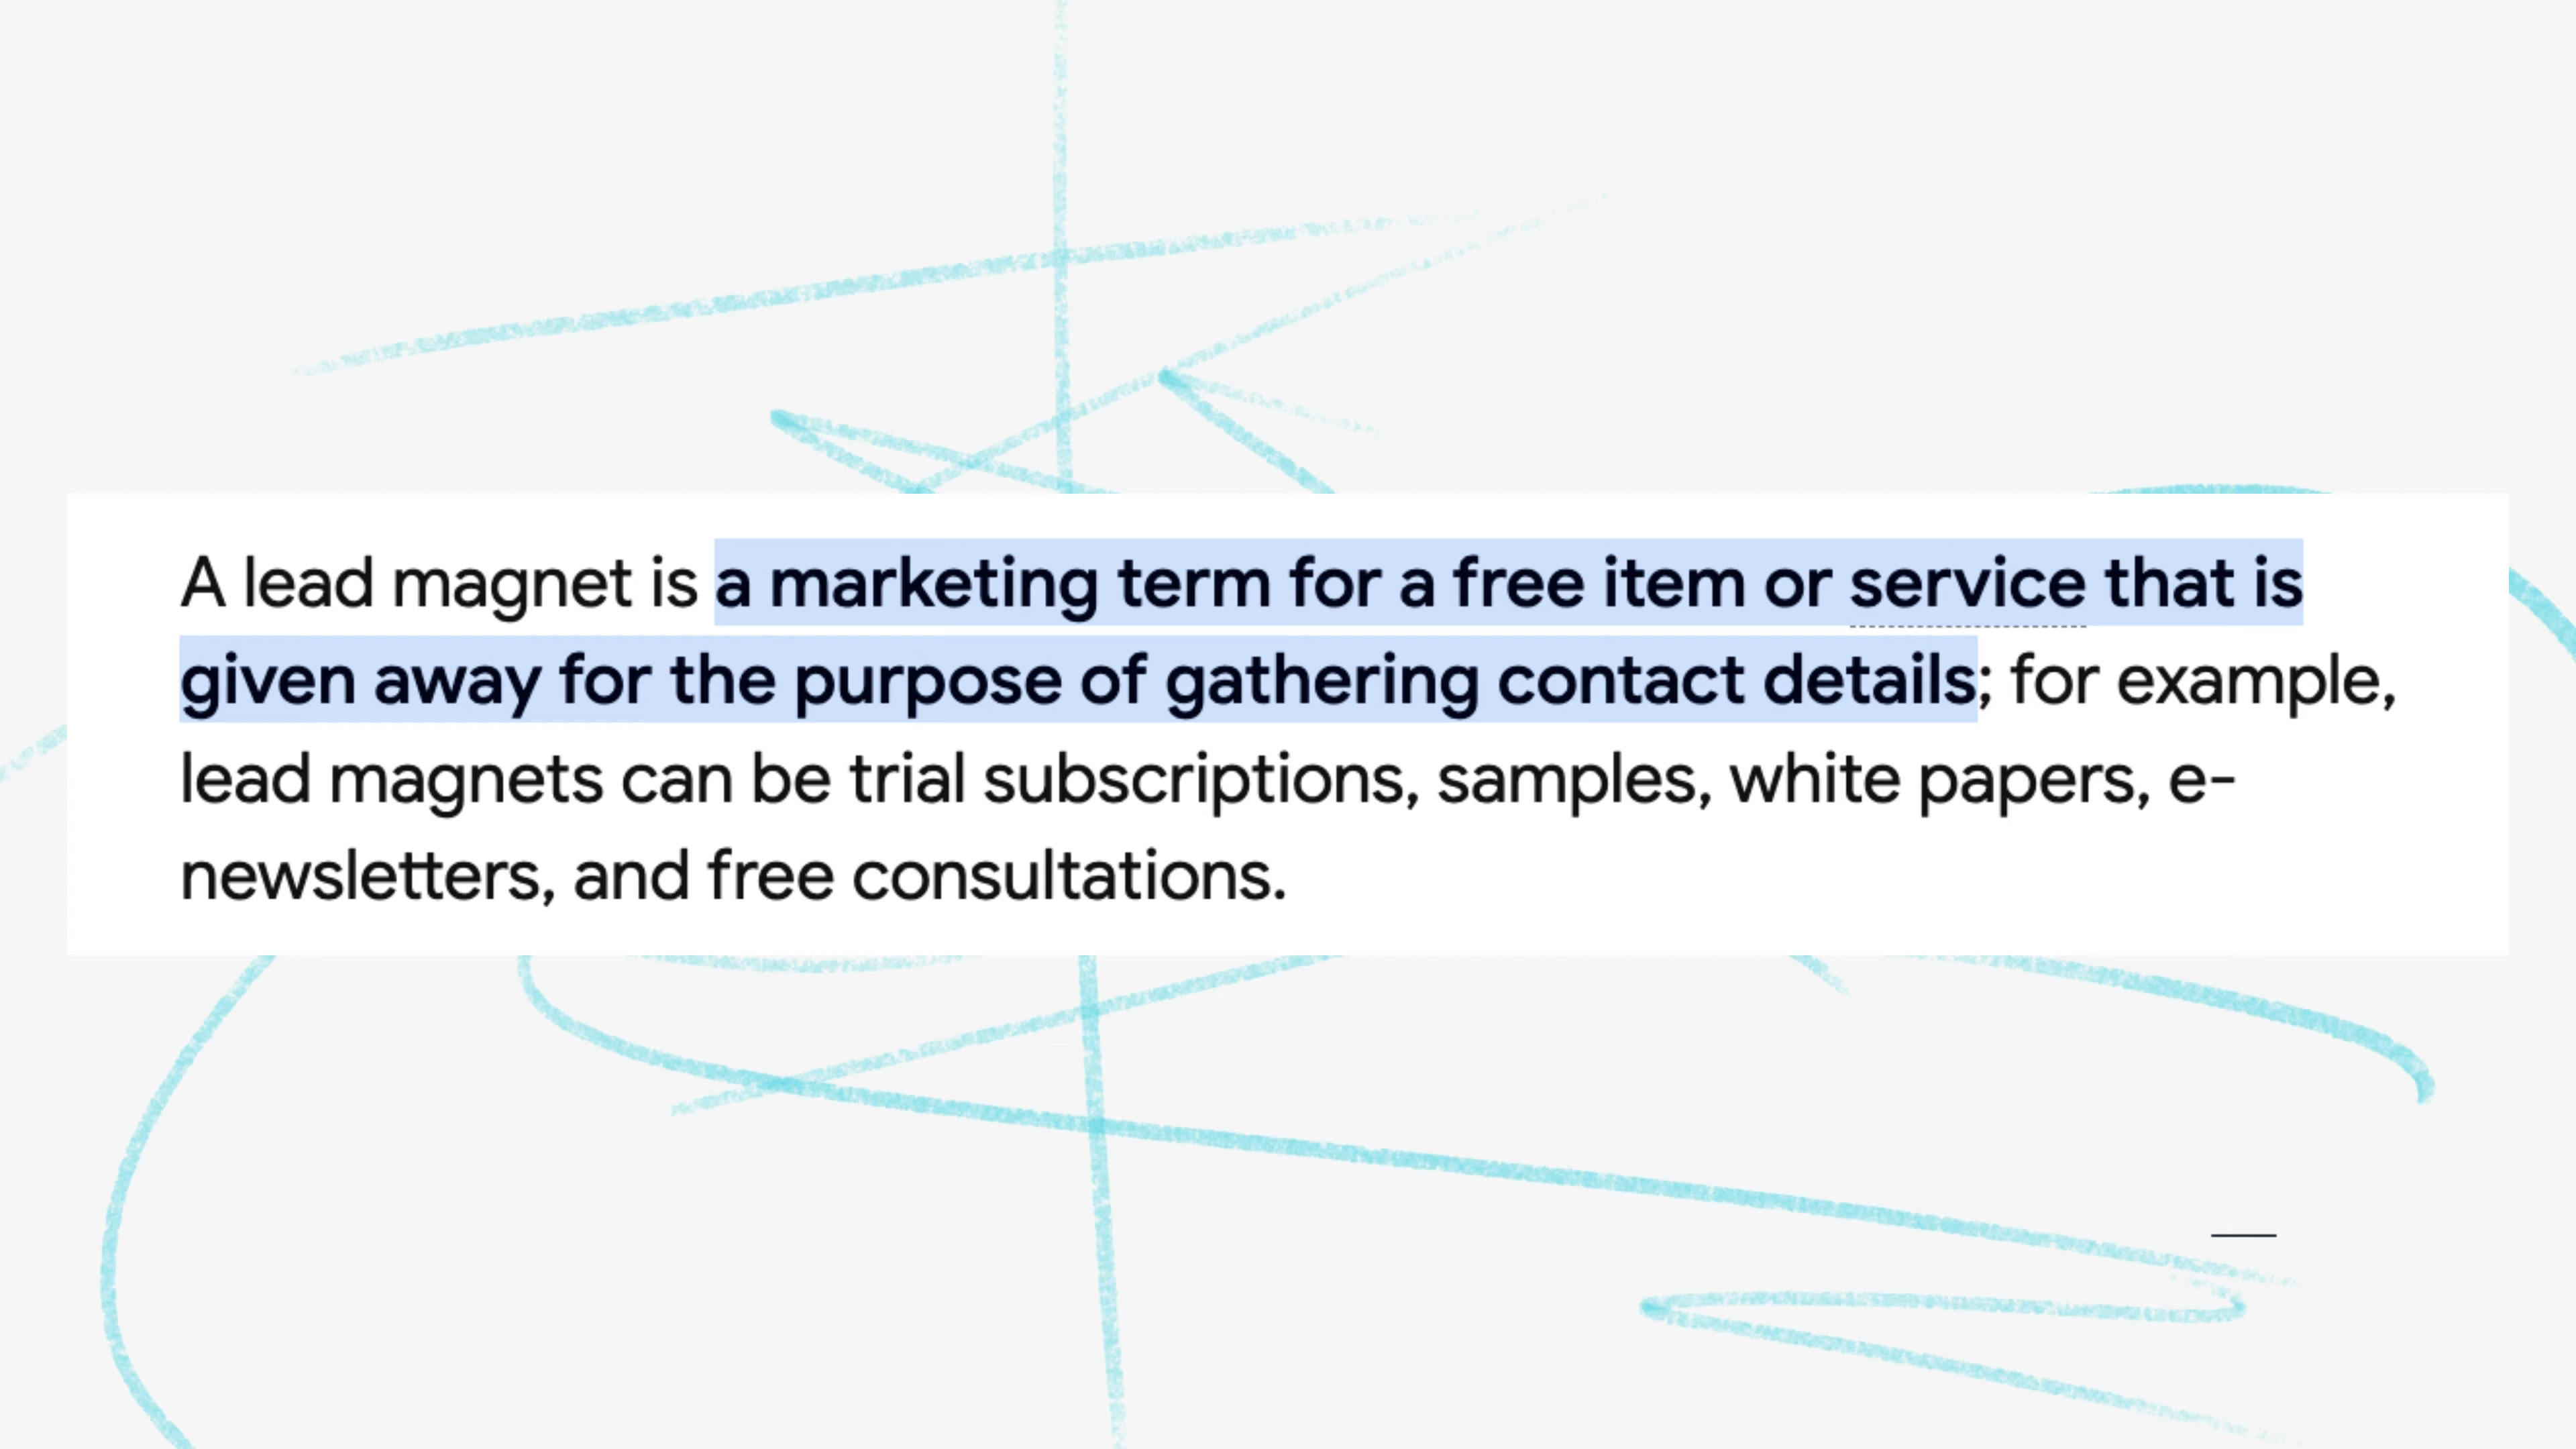 A lead magnet is a marketing term for a free item or service that is
given away for the purpose of gathering contact details; for example,
lead magnets can be trial subscriptions, samples, white papers, e-
newsletters, and free consultations.